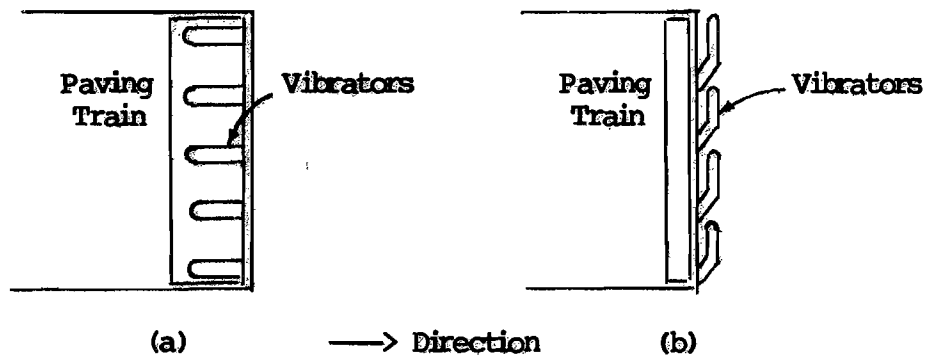 Paving
Train
Vibrators
Paving
Train
Vibrators
(a)
Direction
(b)